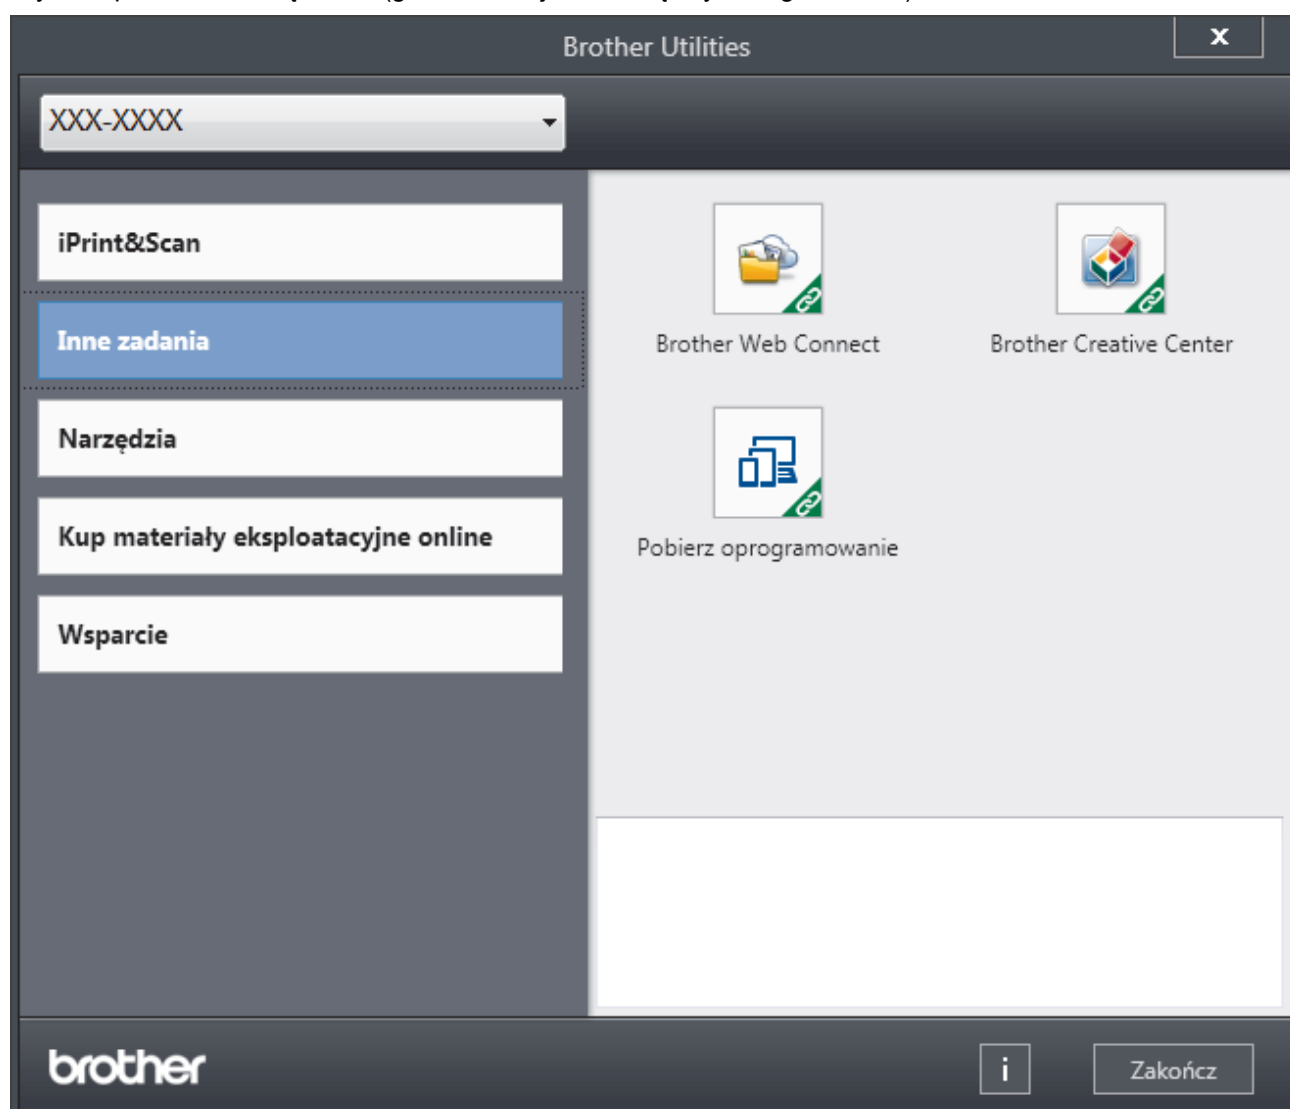 Brother Utilities
x
XXX-XXXX
iPrint&Scan
Inne zadania
Narzędzia
Kup materiały eksploatacyjne online
Wsparcie
Brother Web Connect
Brother Creative Center
Pobierz oprogramowanie
brother
i
Zakończ